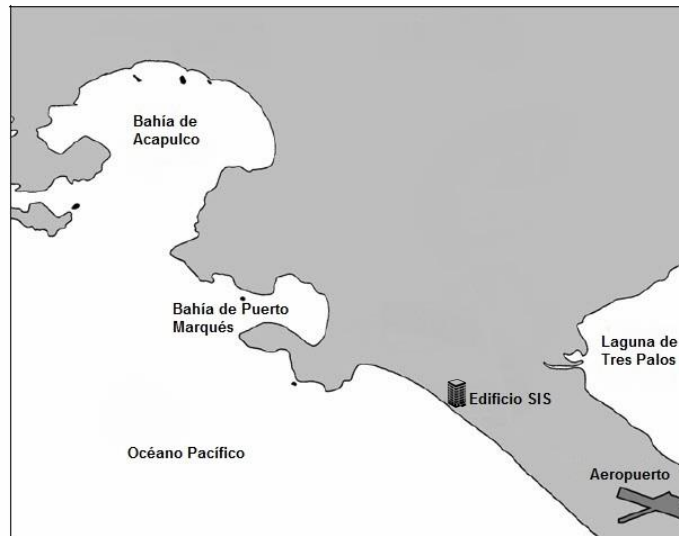 Bahía de
Acapulco
Bahía de Puerto
Marqués
Laguna de
Tres Palos
Edificio SIS
Océano Pacífico
Aeropuerto